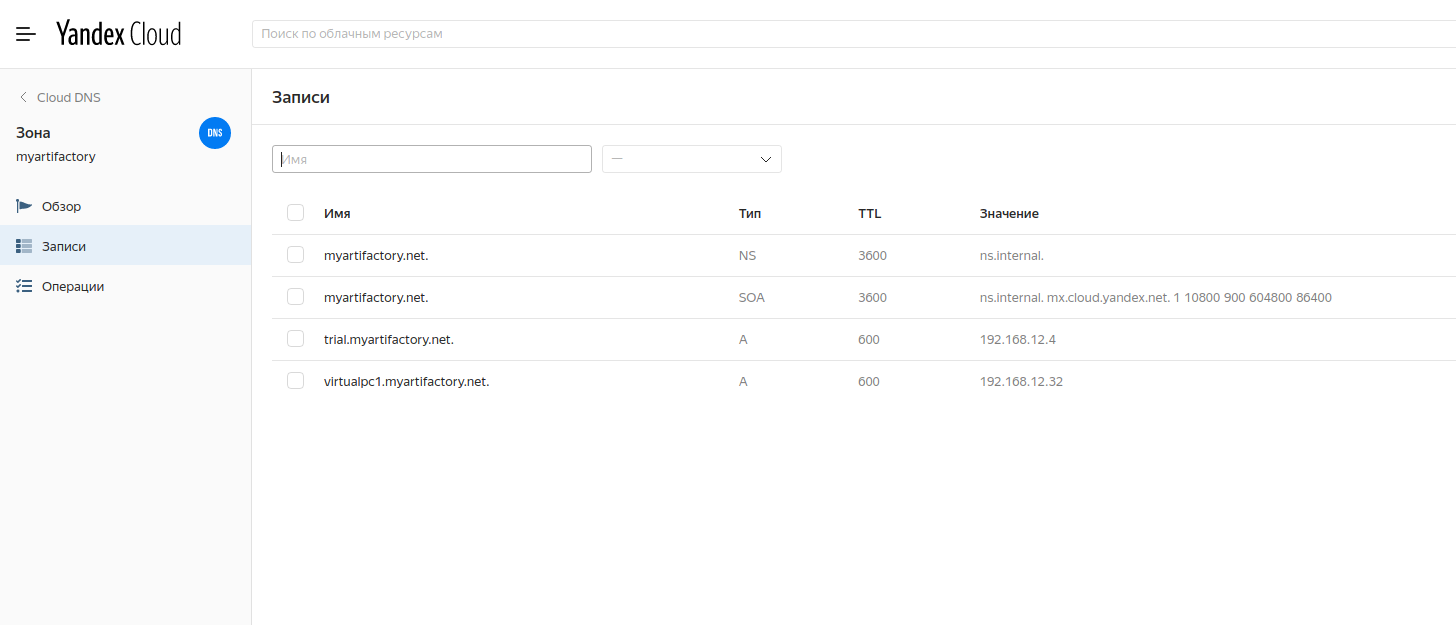 Yandex Cloud
Поиск по облачным ресурсам
Cloud DNS
Зона
DNS
myartifactory
Обзор
Записи
Операции
Записи
Имя
—
Имя Тип TTL Значение
myartifactory.net. NS 3600 ns.internal.
myartifactory.net. SOA 3600 ns.internal. mx.cloud.yandex.net. 1 10800 900 604800 86400
trial.myartifactory.net. A 600 192.168.12.4
virtualpc1.myartifactory.net. A 600 192.168.12.32